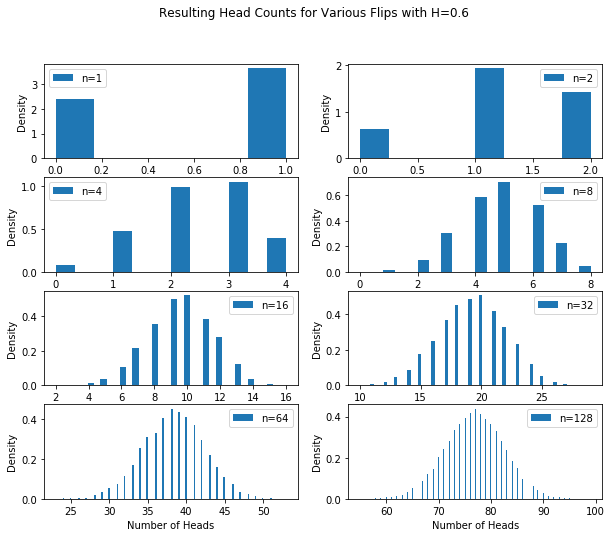 Resulting Head Counts for Various Flips with H=0.6
n=1
Density
3
2
1
0
0.0 0.2 0.4 0.6 0.8 1.0
n=2
Density
2
1
0
0.0 0.5 1.0 1.5 2.0
n=4
Density
1.0
0.5
0.0
0 1 2 3 4
n=8
Density
0.6
0.4
0.2
0.0
0 2 4 6 8
n=16
Density
0.4
0.2
0.0
2 4 6 8 10 12 14 16
n=32
Density
0.4
0.2
0.0
10 15 20 25
n=64
Density
0.4
0.2
0.0
25 30 35 40 45 50
Number of Heads
n=128
Density
0.4
0.2
0.0
60 70 80 90 100
Number of Heads